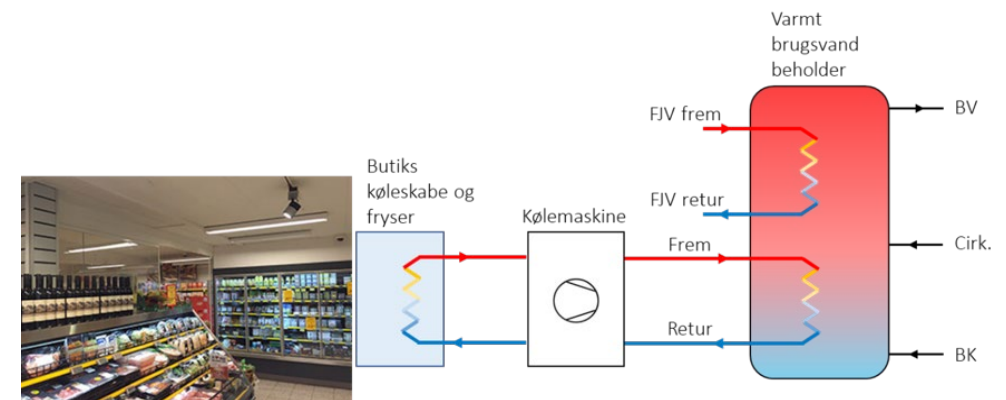 Varmt
brugsvand
beholder
FJV frem
BV
Butiks
køleskabe og
fryser
FJV retur
Kølemaskine
Frem
Cirk.
Retur
BK